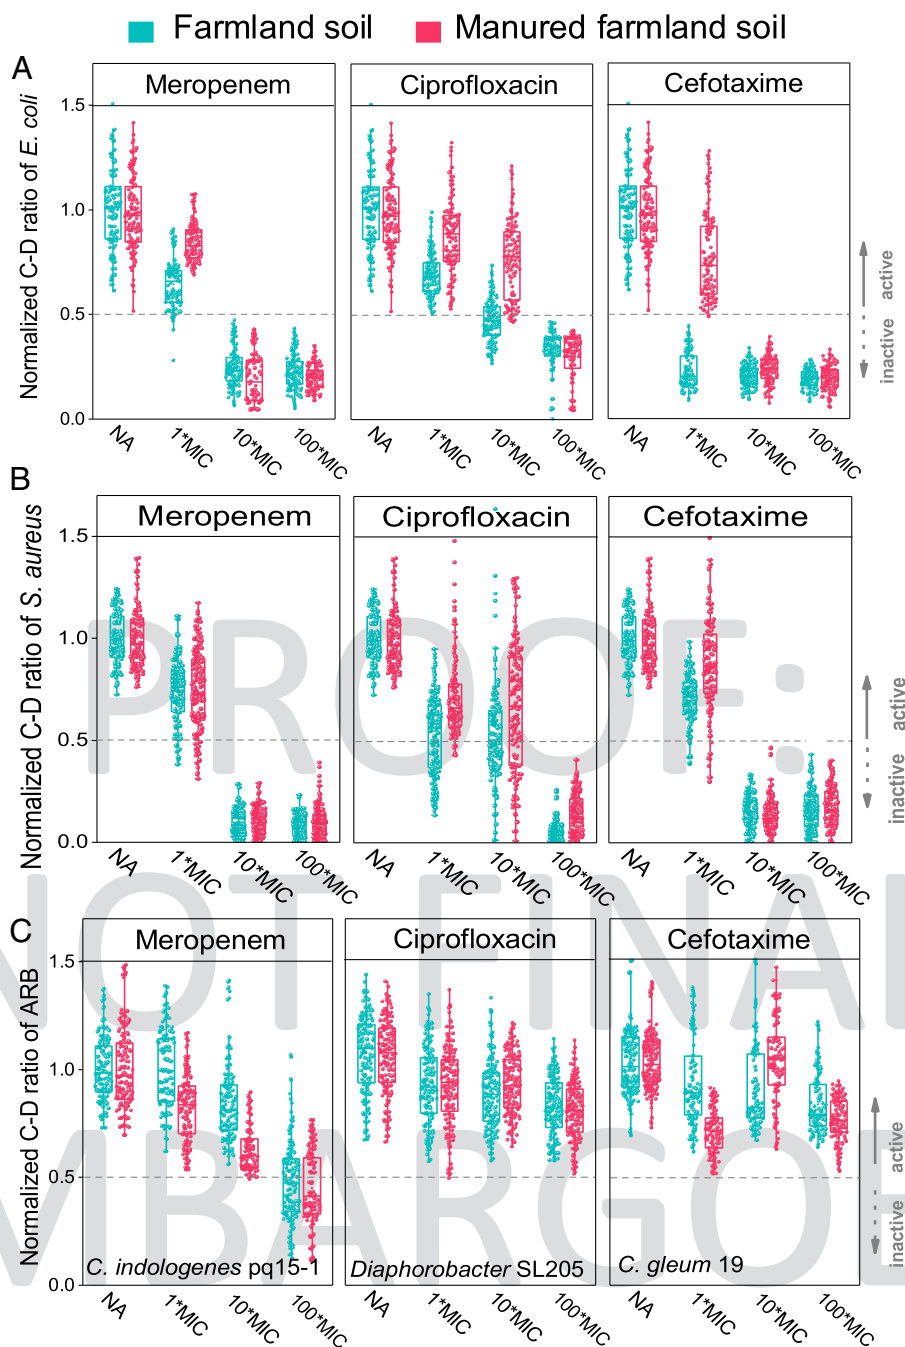 Farmland soil Manured farmland soil
A
Meropenem Ciprofloxacin Cefotaxime
Normalized C-D ratio of E. coli
1.5
1.0
0.5
0.0
active
inactive
NA 1*MIC 10*MIC 100*MIC NA 1*MIC 10*MIC 100*MIC NA 1*MIC 10*MIC 100*MIC
B
Meropenem Ciprofloxacin Cefotaxime
Normalized C-D ratio of S. aureus
1.5
1.0
0.5
0.0
active
inactive
PROOF:
NA 1*MIC 10*MIC 100*MIC NA 1*MIC 10*MIC 100*MIC NA 1*MIC 10*MIC 100*MIC
NOT FINAL
C
Meropenem Ciprofloxacin Cefotaxime
Normalized C-D ratio of ARB
1.5
1.0
0.5
0.0
active
inactive
MBARGOE
C. indologenes pq15-1 Diaphorobacter SL205 C. gleum 19
NA 1*MIC 10*MIC 100*MIC NA 1*MIC 10*MIC 100*MIC NA 1*MIC 10*MIC 100*MIC